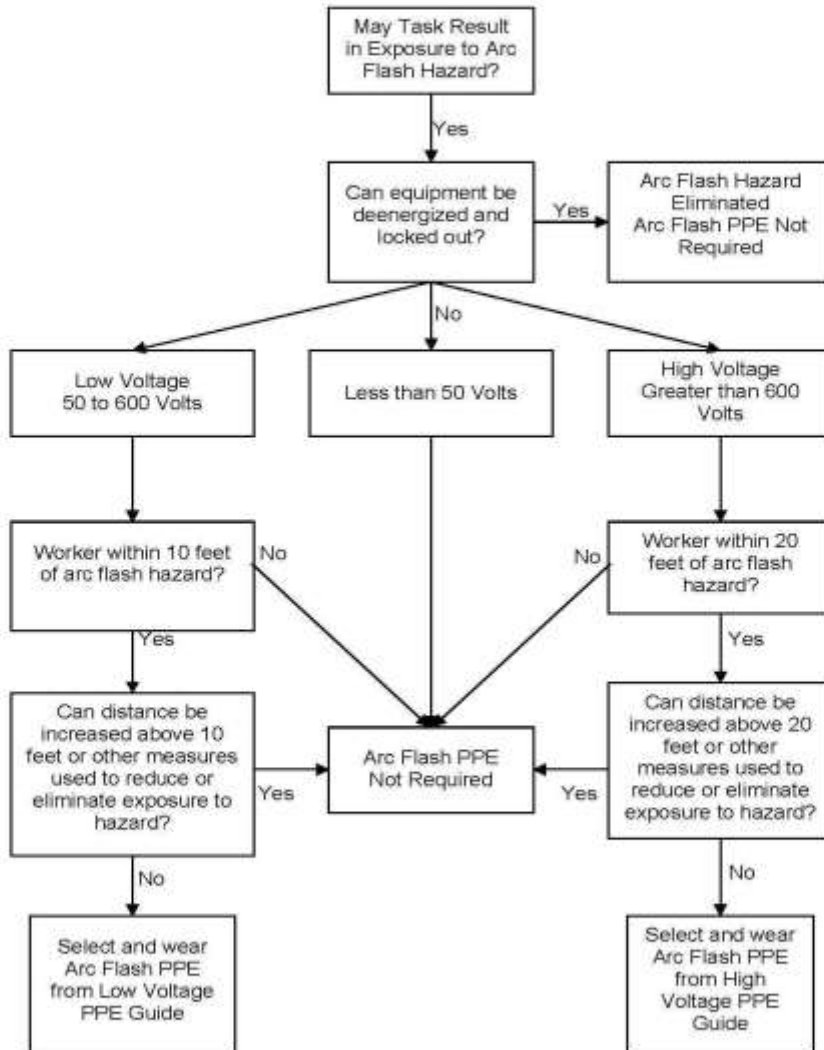 May Task Result
in Exposure to Arc
Flash Hazard?
Yes
Can equipment be
deenergized and
locked out?
Yes
Arc Flash Hazard
Eliminated
Arc Flash PPE Not
Required
No
Low Voltage
50 to 600 Volts
Less than 50 Volts
High Voltage
Greater than 600
Volts
Worker within 10 feet
of arc flash hazard?
No
No
Worker within 20
feet of arc flash
hazard?
Yes
Yes
Can distance be
increased above 10
feet or other measures
used to reduce or
eliminate exposure to
hazard?
Yes
Arc Flash PPE
Not Required
Yes
Can distance be
increased above 20
feet or other
measures used to
reduce or eliminate
exposure to hazard?
No
No
Select and wear
Arc Flash PPE
from Low Voltage
PPE Guide
Select and wear
Arc Flash PPE
from High
Voltage PPE
Guide